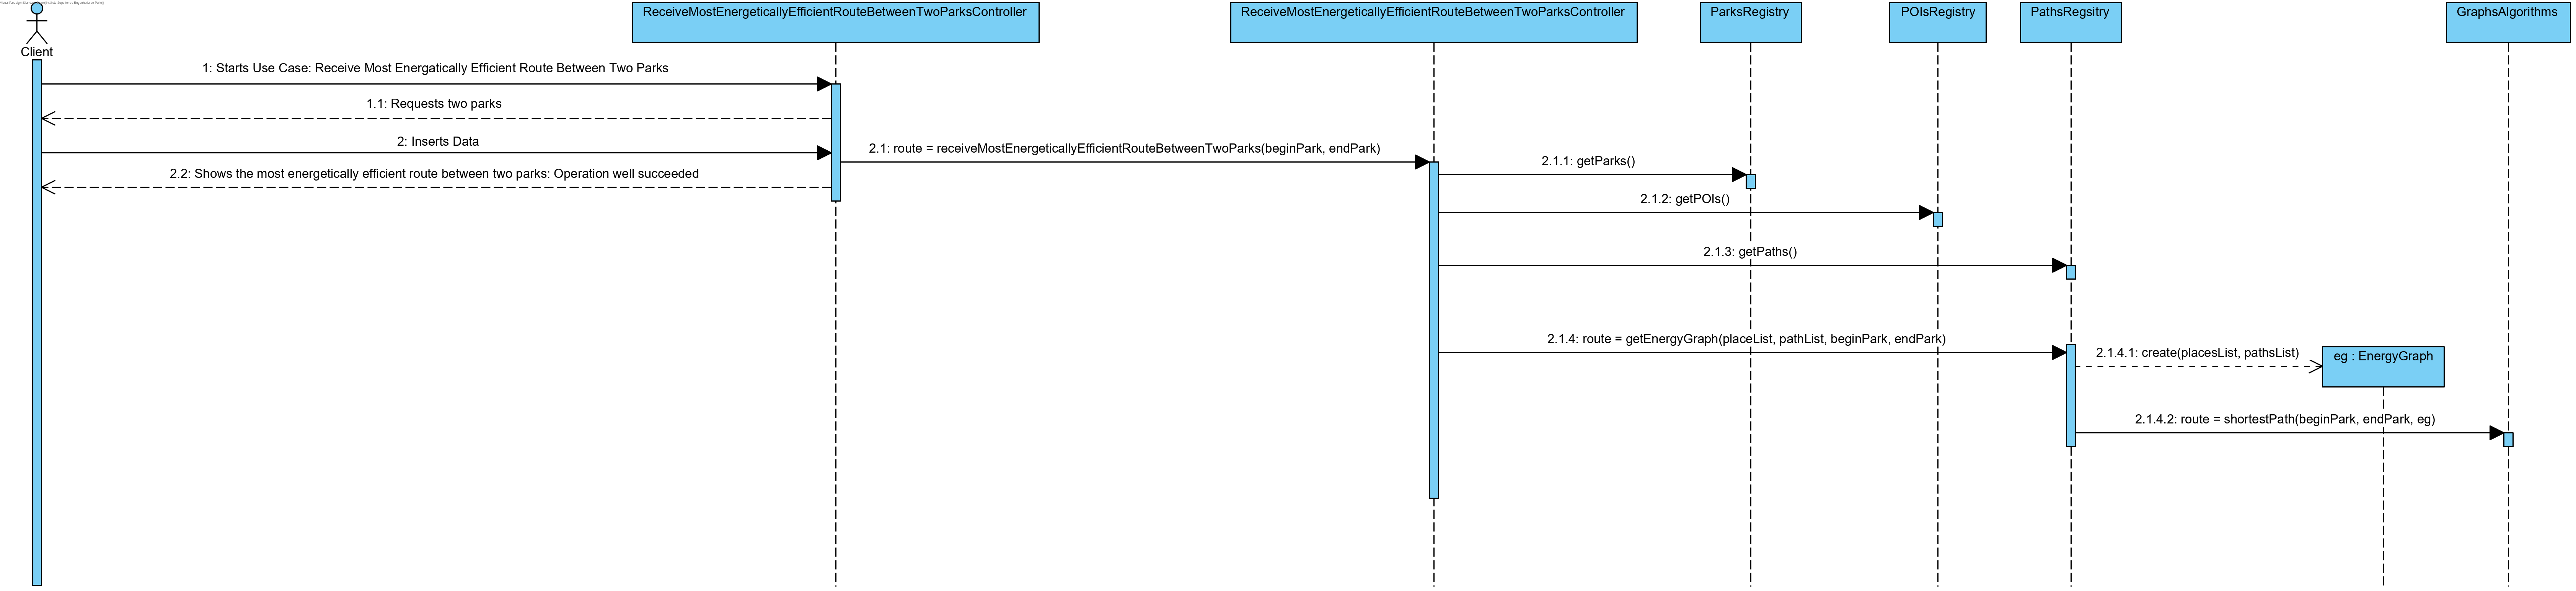 ReceiveMostEnergeticallyEfficientRouteBetweenTwoParksController
ReceiveMostEnergeticallyEfficientRouteBetweenTwoParksController
ParksRegistry
POIsRegistry
PathsRegsitry
GraphsAlgorithms
Client
1: Starts Use Case: Receive Most Energatically Efficient Route Between Two Parks
1.1: Requests two parks
2: Inserts Data
2.1: route = receiveMostEnergeticallyEfficientRouteBetweenTwoParks(beginPark, endPark)
2.1.1: getParks()
2.2: Shows the most energetically efficient route between two parks: Operation well succeeded
2.1.2: getPOIs()
2.1.3: getPaths()
2.1.4: route = getEnergyGraph(placeList, pathList, beginPark, endPark)
2.1.4.1: create(placesList, pathsList)
eg : EnergyGraph
2.1.4.2: route = shortestPath(beginPark, endPark, eg)